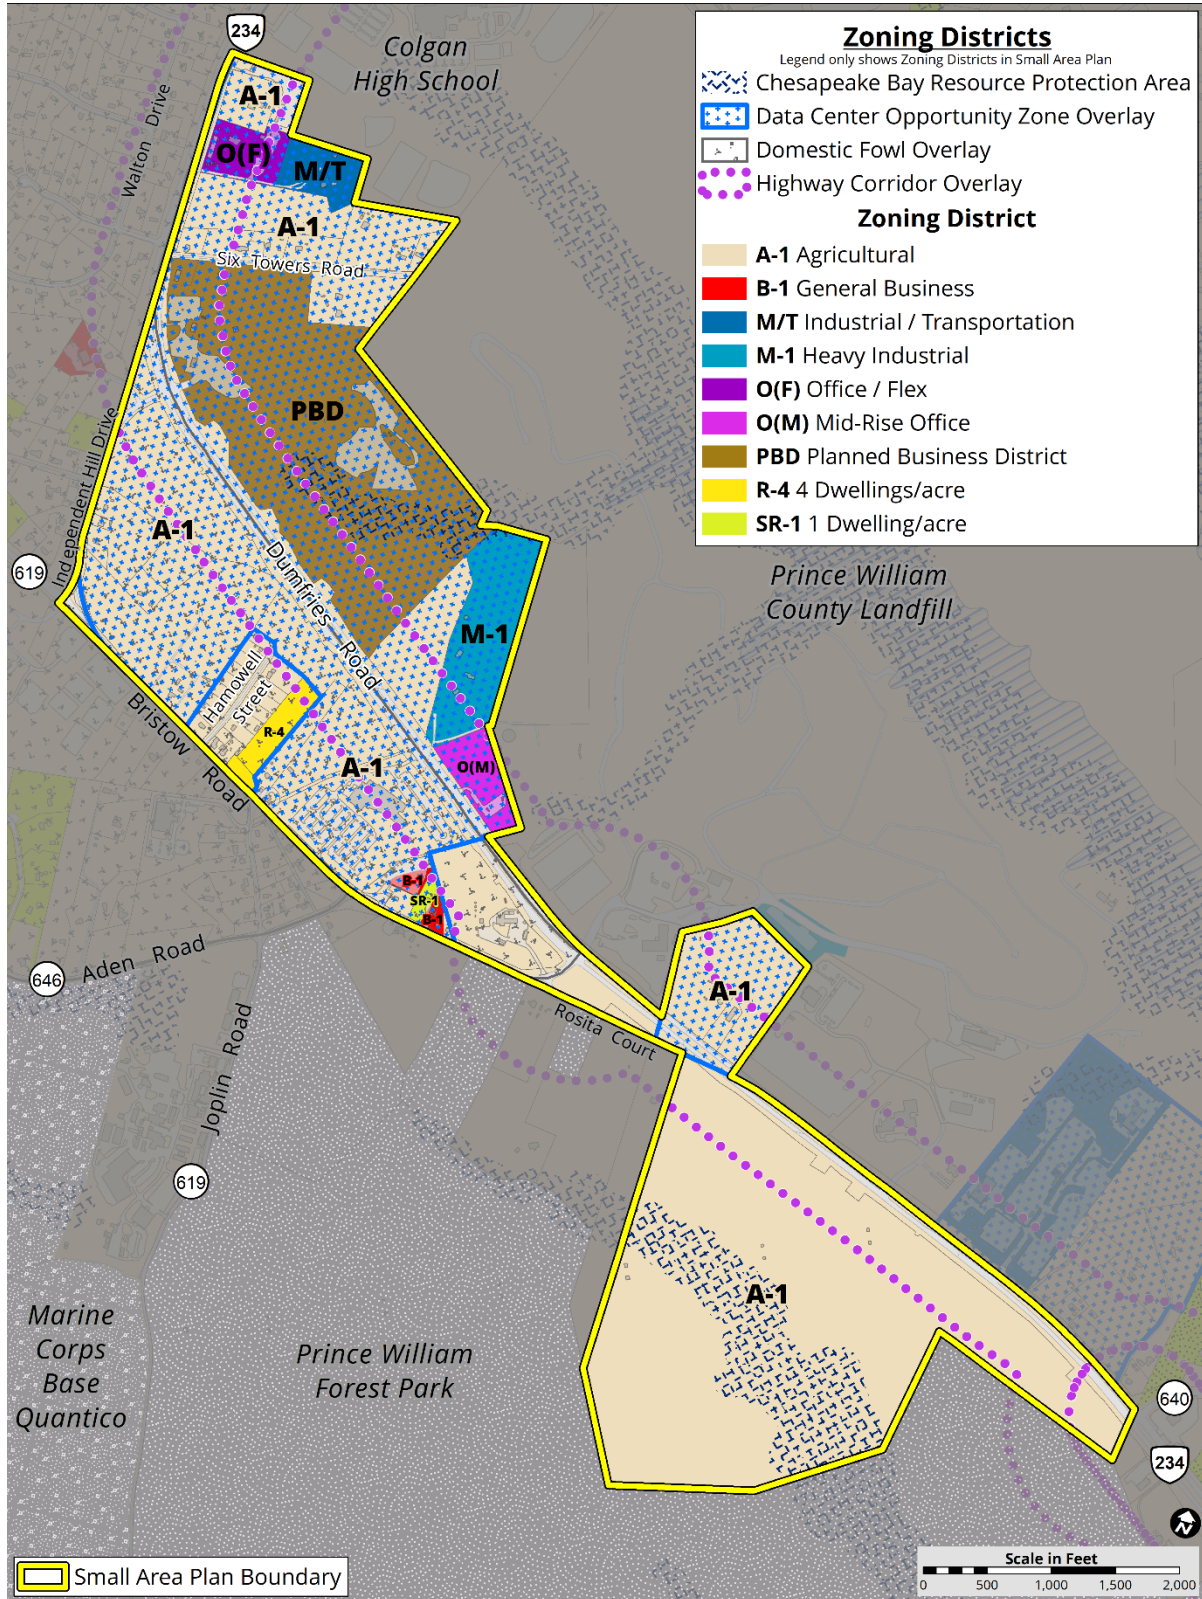 Zoning Districts
Legend only shows Zoning Districts in Small Area Plan
Chesapeake Bay Resource Protection Area
Data Center Opportunity Zone Overlay
Domestic Fowl Overlay
Highway Corridor Overlay
Zoning District
A-1 Agricultural
B-1 General Business
M/T Industrial / Transportation
M-1 Heavy Industrial
O(F) Office / Flex
O(M) Mid-Rise Office
PBD Planned Business District
R-4 4 Dwellings/acre
SR-1 1 Dwelling/acre
234
Colgan
High School
Walton Drive
A-1
O(F)
M/T
A-1
Six Towers Road
PBD
Independent Hill Drive
A-1
619
Dumfries Road
Prince William
County Landfill
M-1
Hamowell
Street
R-4
Bristow Road
A-1
O(M)
B-1
SR-1
B-1
Aden Road
646
A-1
Rosita Court
Joplin Road
619
A-1
Marine
Corps
Base
Quantico
Prince William
Forest Park
640
234
N
Scale in Feet
0 500 1,000 1,500 2,000
Small Area Plan Boundary